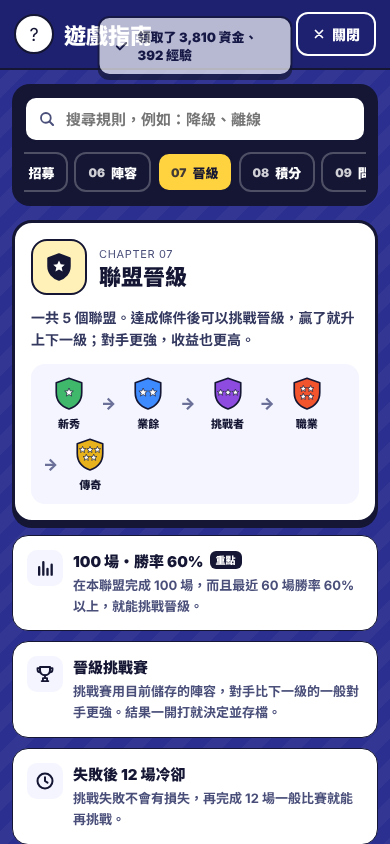 ?
遊戲指南
領取了 3,810 資金、
392 經驗
關閉
搜尋規則，例如：降級、離線
招募
06 陣容
07 晉級
08 積分
09
CHAPTER 07
聯盟晉級
一共 5 個聯盟。達成條件後可以挑戰晉級，贏了就升
上下一級；對手更強，收益也更高。
新秀
業餘
挑戰者
職業
傳奇
100 場・勝率 60% 重點
在本聯盟完成 100 場，而且最近 60 場勝率 60%
以上，就能挑戰晉級。
晉級挑戰賽
挑戰賽用目前儲存的陣容，對手比下一級的一般對
手更強。結果一開打就決定並存檔。
失敗後 12 場冷卻
挑戰失敗不會有損失，再完成 12 場一般比賽就能
再挑戰。